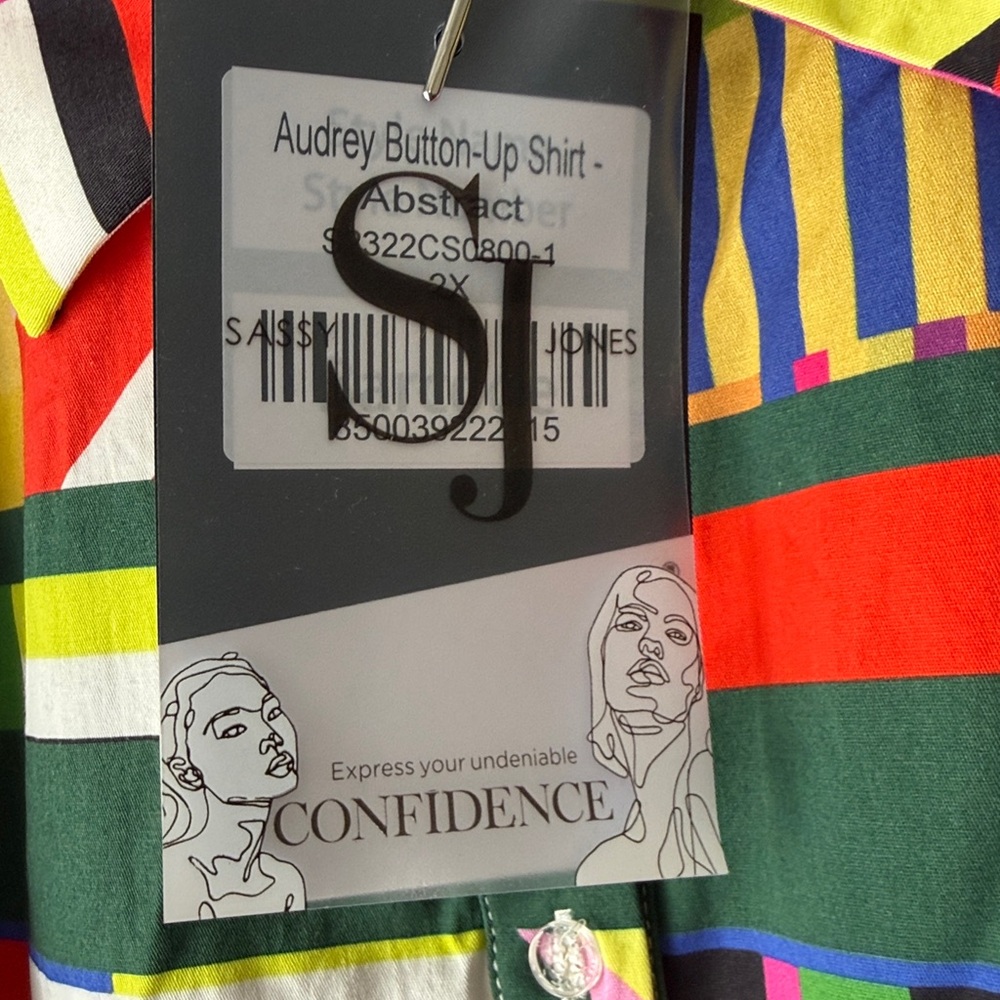 Audrey Button-Up Shirt -
Abstract
2X
SJ
SASSY JONES
Express your undeniable
CONFIDENCE